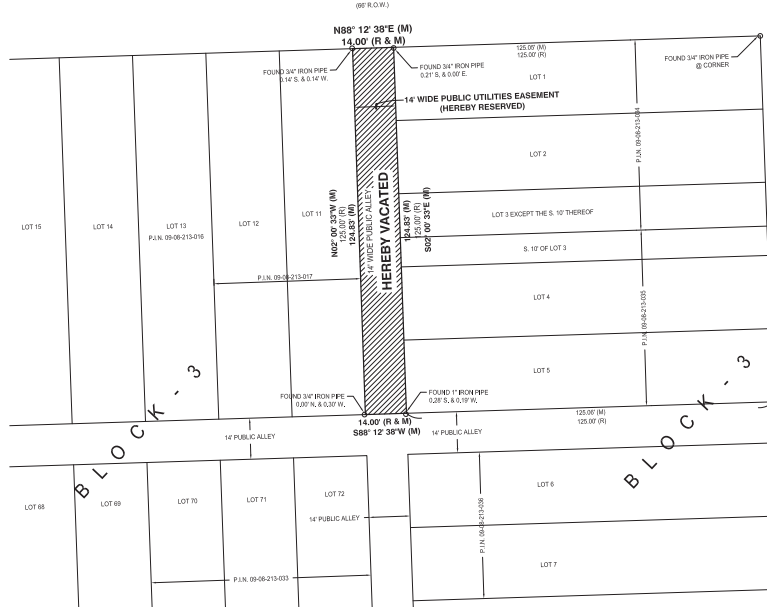 (66' R.O.W.)
N88° 12' 38"E (M)
14.00' (R & M)
125.06' (M)
125.00' (R)
FOUND 3/4" IRON PIPE
0.14' S. & 0.14' W.
FOUND 3/4" IRON PIPE
0.21' S. & 0.00' E.
FOUND 3/4" IRON PIPE
@ CORNER
LOT 1
14' WIDE PUBLIC UTILITIES EASEMENT
(HEREBY RESERVED)
P.I.N. 09-08-213-034
LOT 2
LOT 15
LOT 14
LOT 13
P.I.N. 09-08-213-016
LOT 12
LOT 11
N02° 00' 33"W (M)
125.00' (R)
124.83' (M)
14' WIDE PUBLIC ALLEY
HEREBY VACATED
124.83' (M)
125.00' (R)
S02° 00' 33"E (M)
LOT 3 EXCEPT THE S. 10' THEREOF
S. 10' OF LOT 3
P.I.N. 09-08-213-017
LOT 4
P.I.N. 09-08-213-035
LOT 5
BLOCK - 3
BLOCK - 3
FOUND 3/4" IRON PIPE
0.00' N. & 0.30' W.
FOUND 1" IRON PIPE
0.28' S. & 0.19' W.
14.00' (R & M)
S88° 12' 38"W (M)
125.06' (M)
125.00' (R)
14' PUBLIC ALLEY
14' PUBLIC ALLEY
LOT 68
LOT 69
LOT 70
LOT 71
LOT 72
14' PUBLIC ALLEY
LOT 6
P.I.N. 09-08-213-036
LOT 7
P.I.N. 09-08-213-033